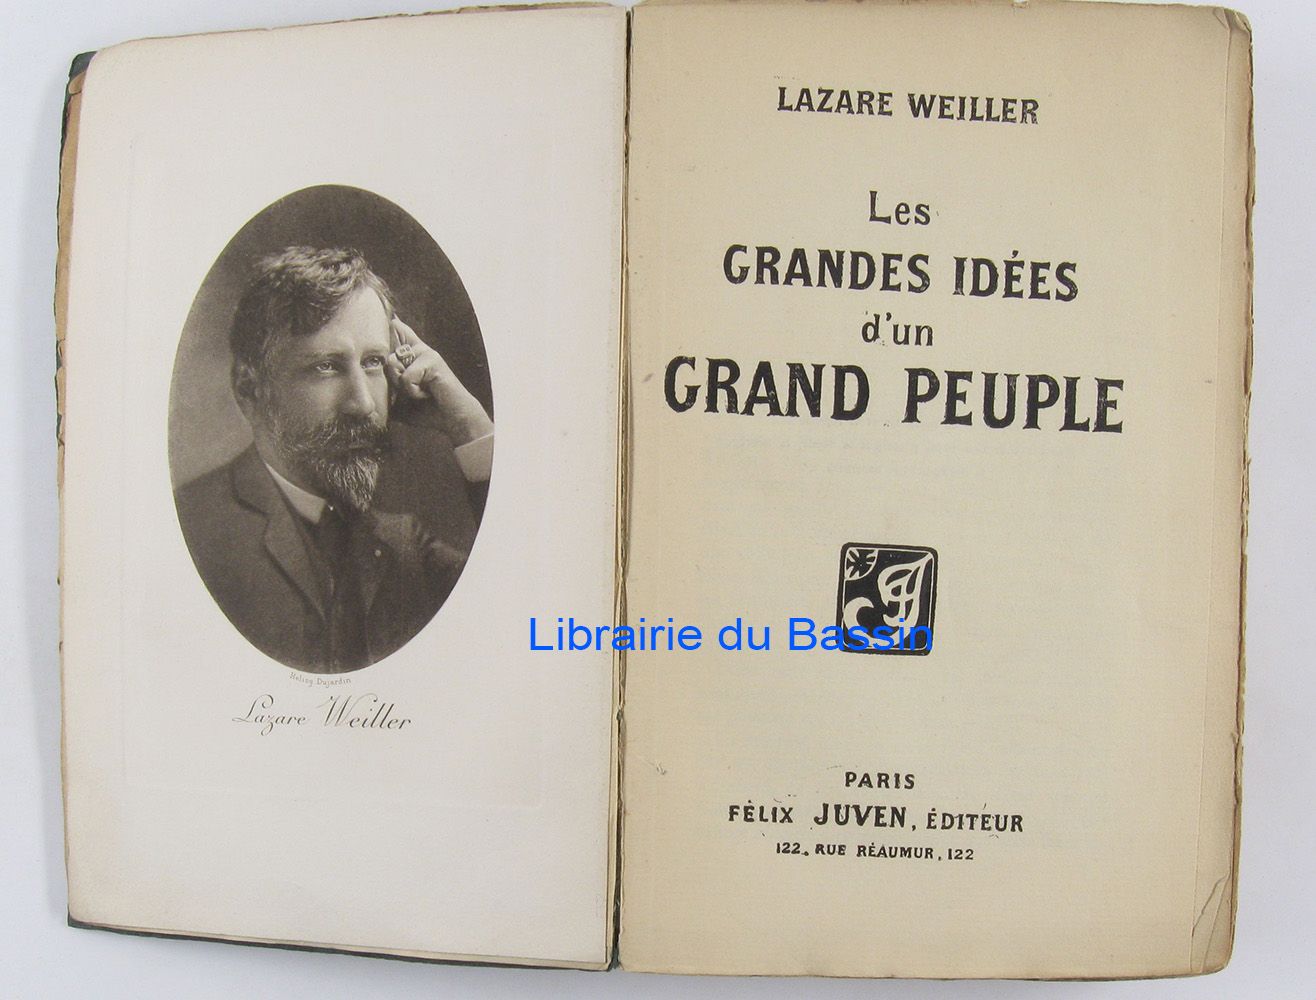 Heliog. Dujardin
Lazare Weiller
LAZARE WEILLER
Les
GRANDES IDÉES
d'un
GRAND PEUPLE
Librairie du Bassin
PARIS
FÉLIX JUVEN, ÉDITEUR
122, RUE RÉAUMUR, 122